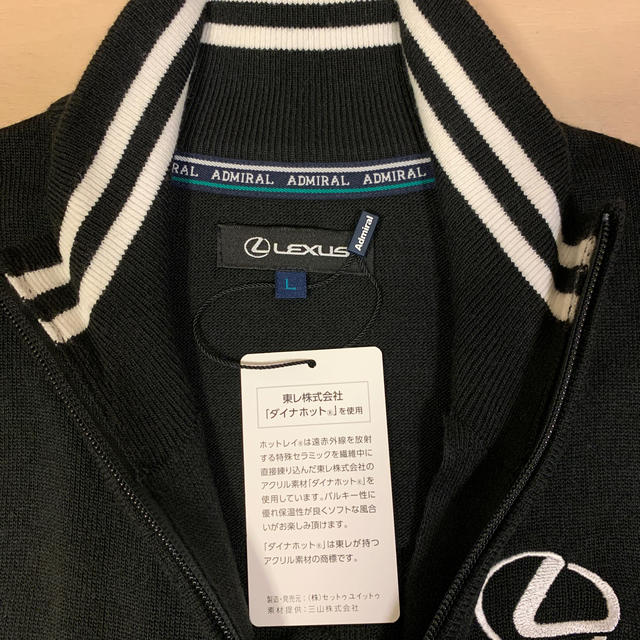 RAL ADMIRAL ADMIRAL ADMIRAL
LEXUS
Admiral
L
東レ株式会社
「ダイナホット®」を使用
ホットレイ®は遠赤外線を放射
する特殊セラミックを繊維中に
直接練り込んだ東レ株式会社の
アクリル素材「ダイナホット®」を
使用しています。バルキー性に
優れ保温性が良くソフトな風合
いがお楽しみ頂けます。
「ダイナホット®」は東レが持つ
アクリル素材の商標です。
製造・発売元：(株)セットゥユイットゥ
素材提供：三山株式会社